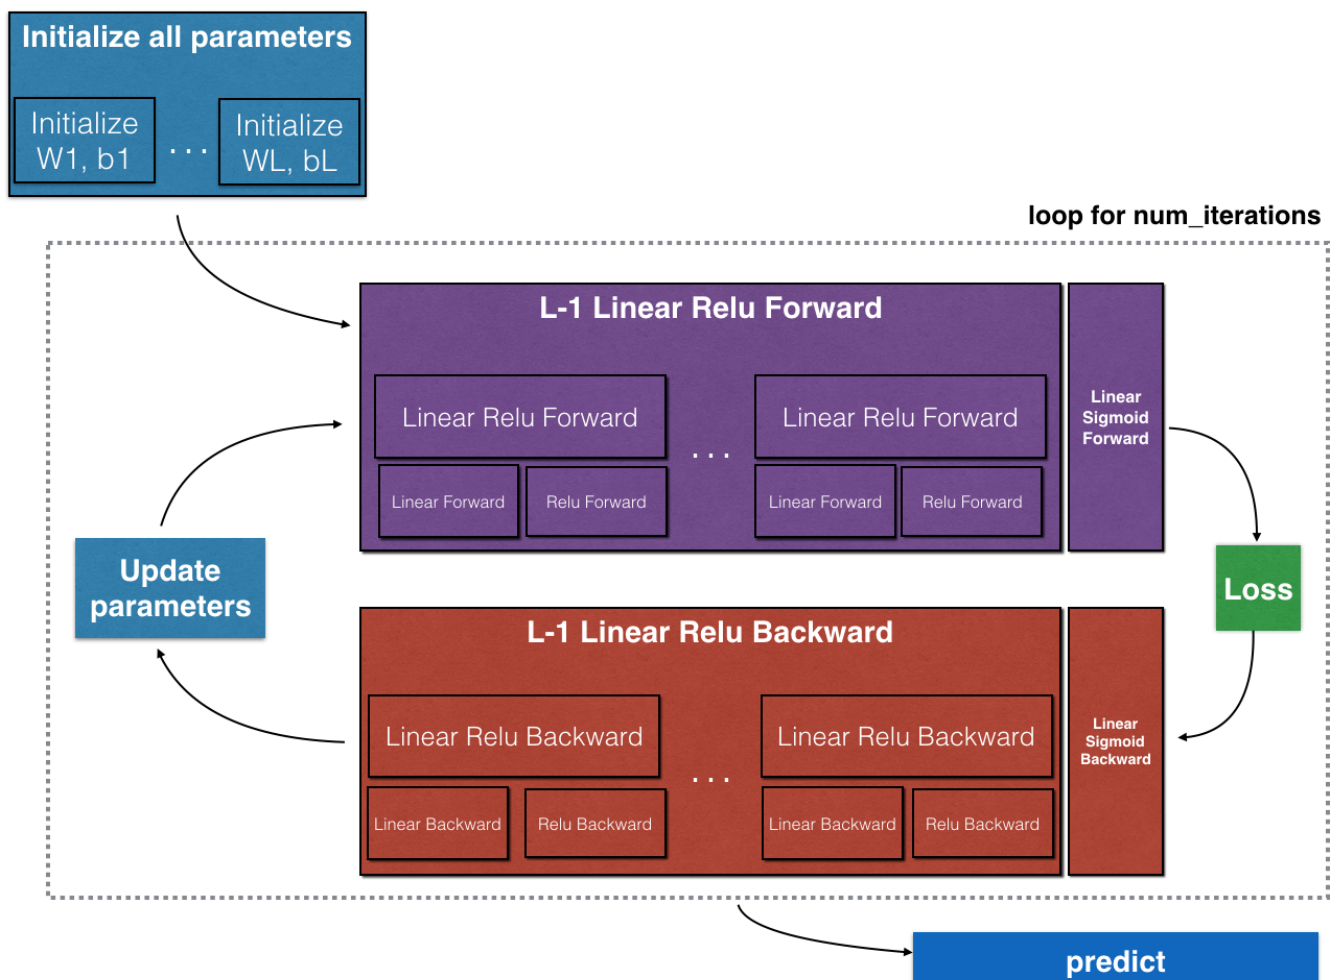 Initialize all parameters
Initialize
W1, b1
...
Initialize
WL, bL
loop for num_iterations
L-1 Linear Relu Forward
Linear Relu Forward
Linear Forward
Relu Forward
...
Linear Relu Forward
Linear Forward
Relu Forward
Linear
Sigmoid
Forward
Loss
Update
parameters
L-1 Linear Relu Backward
Linear Relu Backward
Linear Backward
Relu Backward
...
Linear Relu Backward
Linear Backward
Relu Backward
Linear
Sigmoid
Backward
predict